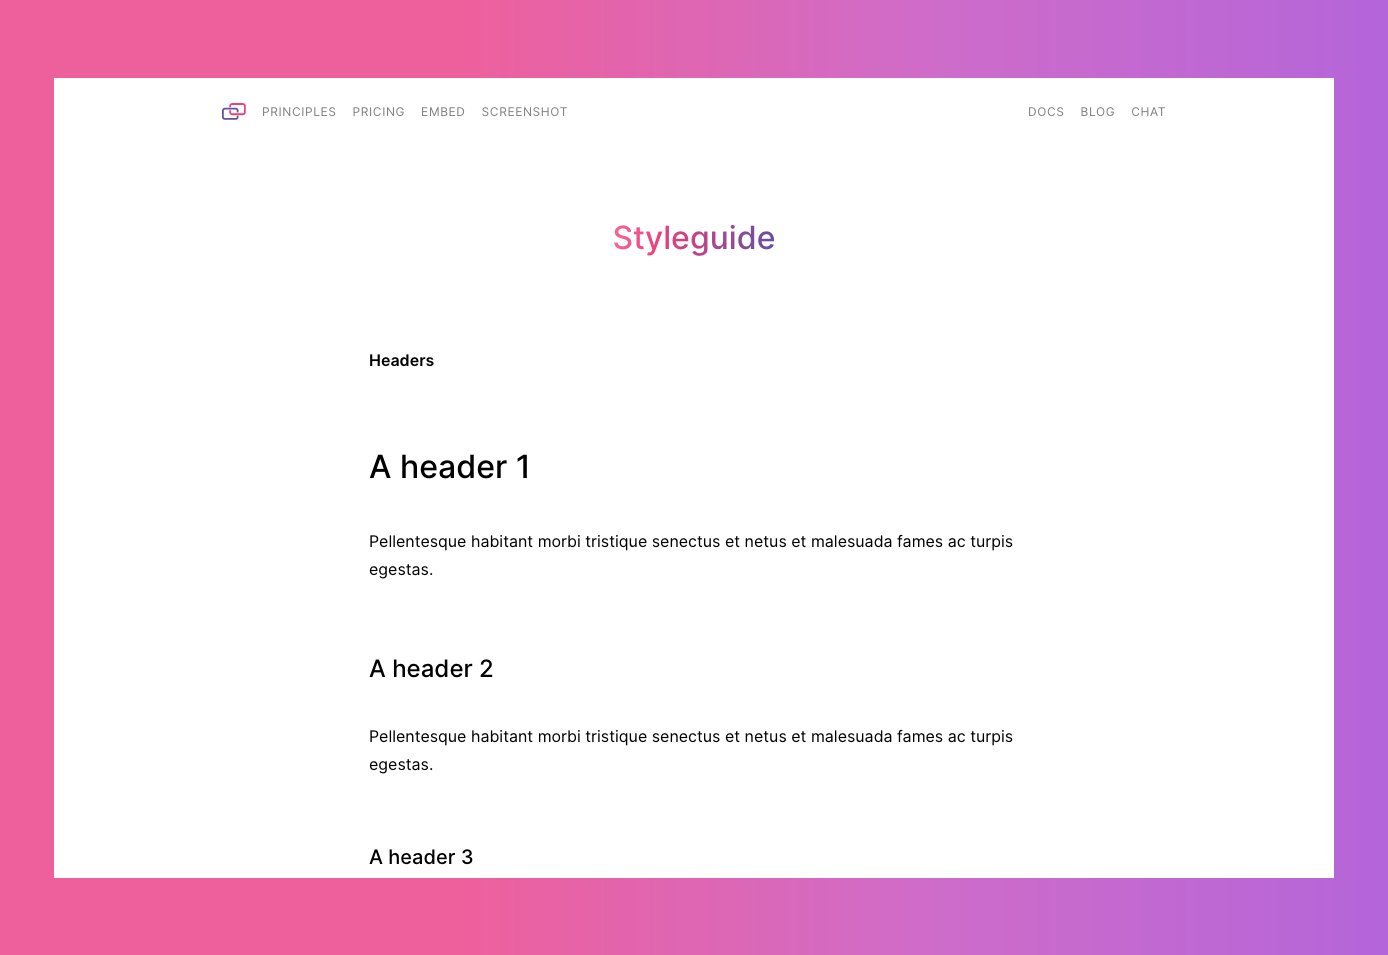 PRINCIPLES PRICING EMBED SCREENSHOT DOCS BLOG CHAT
Styleguide
Headers
A header 1
Pellentesque habitant morbi tristique senectus et netus et malesuada fames ac turpis
egestas.
A header 2
Pellentesque habitant morbi tristique senectus et netus et malesuada fames ac turpis
egestas.
A header 3